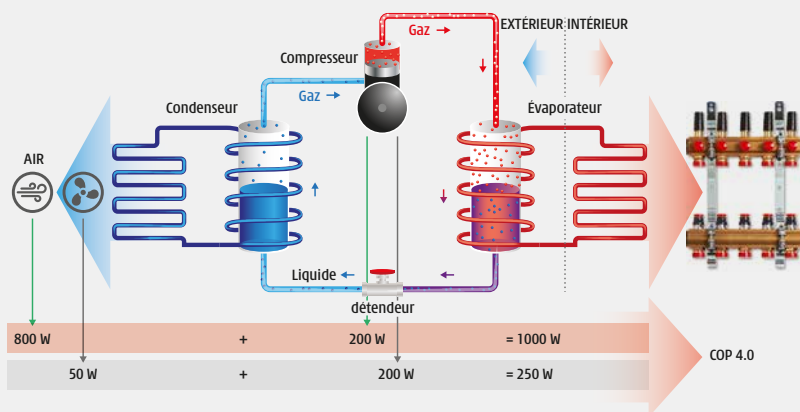 Gaz
EXTÉRIEUR INTÉRIEUR
Compresseur
Gaz
Condenseur
Évaporateur
AIR
Liquide
détendeur
800 W + 200 W = 1000 W
COP 4.0
50 W + 200 W = 250 W